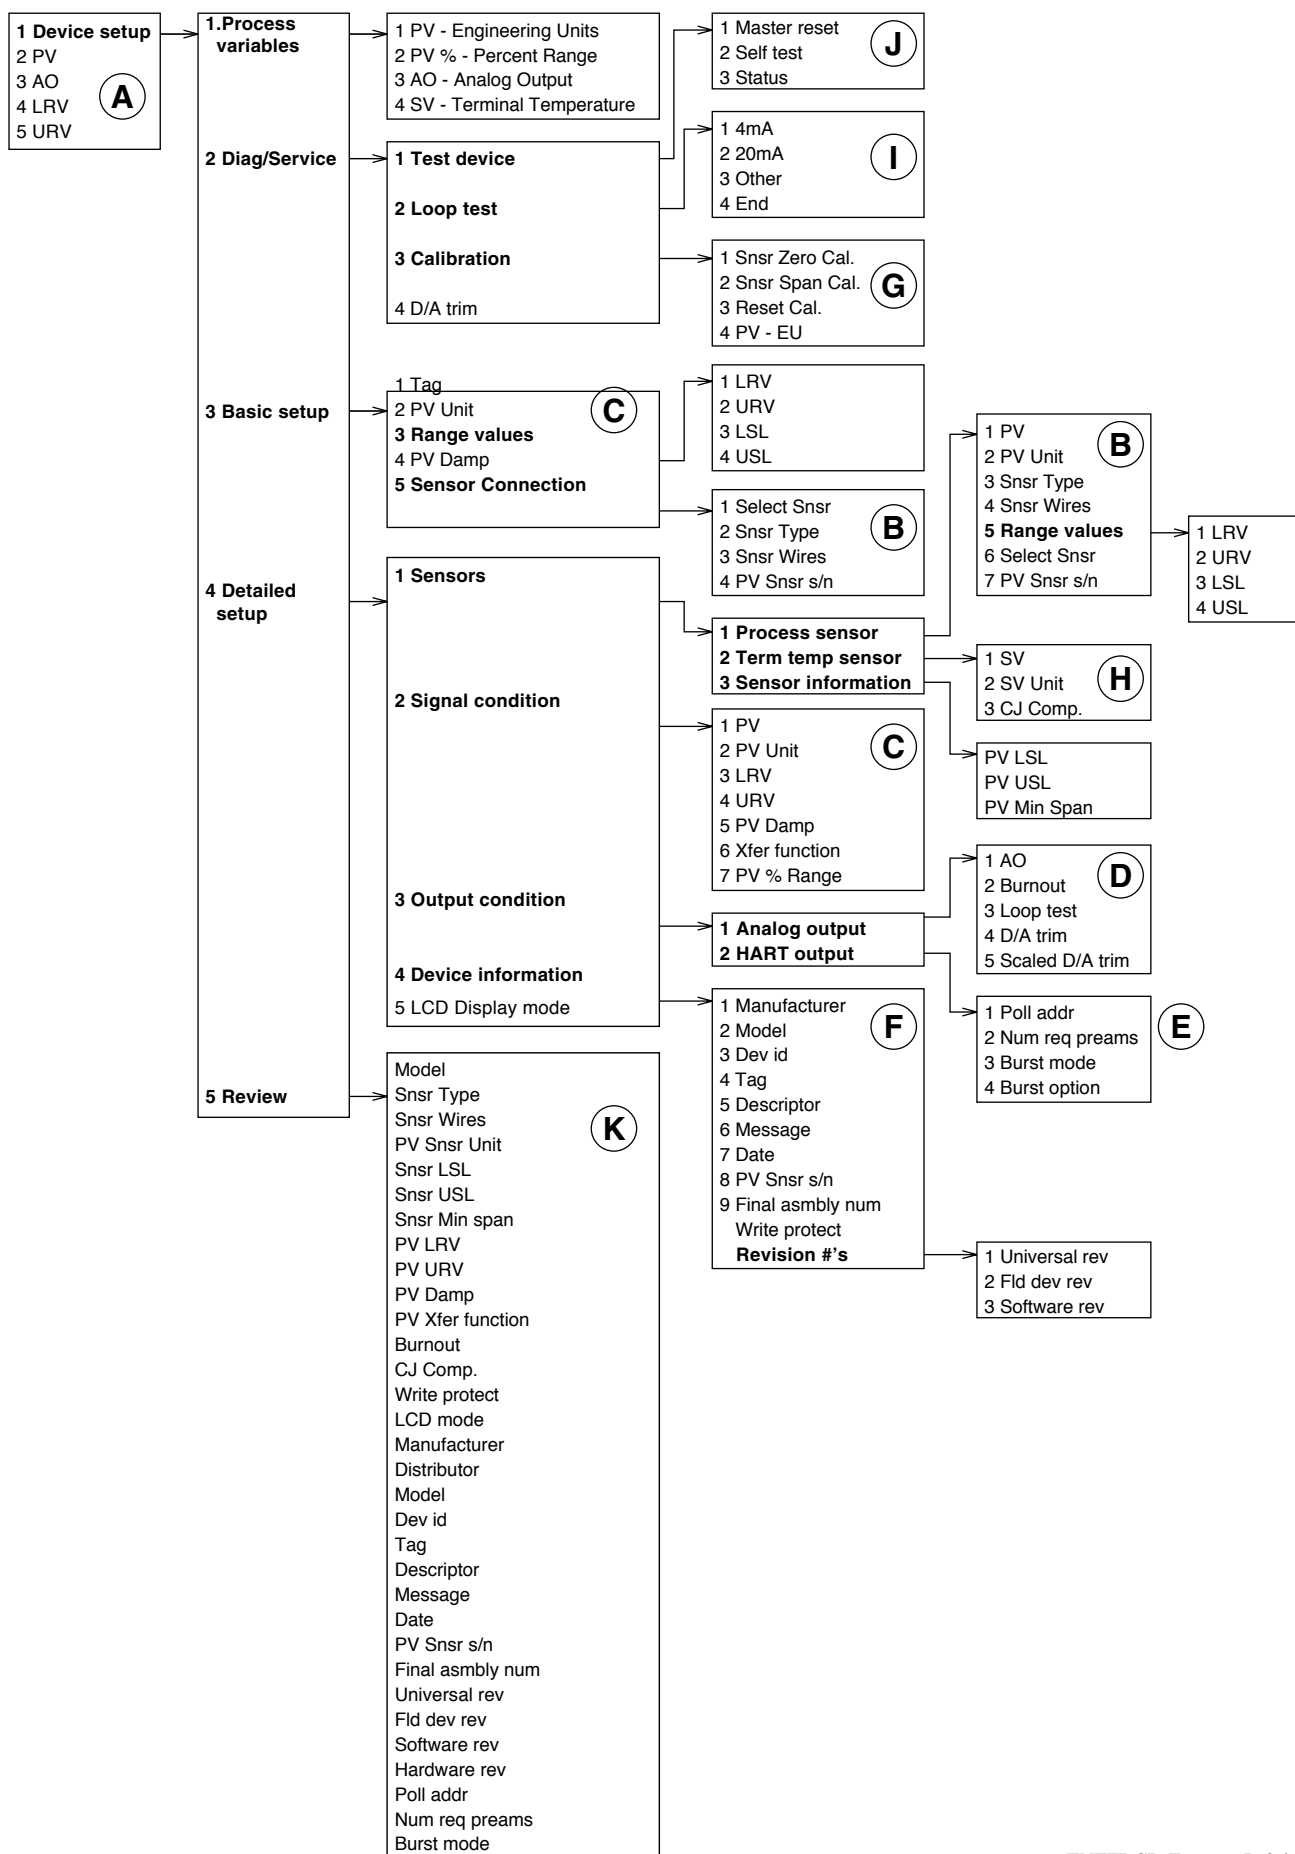 1 Device setup
2 PV
3 AO
4 LRV
5 URV
A
1.Process
variables
2 Diag/Service
3 Basic setup
4 Detailed
setup
5 Review
1 PV - Engineering Units
2 PV % - Percent Range
3 AO - Analog Output
4 SV - Terminal Temperature
1 Test device
2 Loop test
3 Calibration
4 D/A trim
1 Master reset
2 Self test
3 Status
J
1 4mA
2 20mA
3 Other
4 End
I
1 Snsr Zero Cal.
2 Snsr Span Cal.
3 Reset Cal.
4 PV - EU
G
1 Tag
2 PV Unit
3 Range values
4 PV Damp
5 Sensor Connection
C
1 LRV
2 URV
3 LSL
4 USL
1 Select Snsr
2 Snsr Type
3 Snsr Wires
4 PV Snsr s/n
B
1 Sensors
2 Signal condition
3 Output condition
4 Device information
5 LCD Display mode
1 Process sensor
2 Term temp sensor
3 Sensor information
1 PV
2 PV Unit
3 Snsr Type
4 Snsr Wires
5 Range values
6 Select Snsr
7 PV Snsr s/n
B
1 LRV
2 URV
3 LSL
4 USL
1 SV
2 SV Unit
3 CJ Comp.
H
PV LSL
PV USL
PV Min Span
1 PV
2 PV Unit
3 LRV
4 URV
5 PV Damp
6 Xfer function
7 PV % Range
C
1 Analog output
2 HART output
1 AO
2 Burnout
3 Loop test
4 D/A trim
5 Scaled D/A trim
D
1 Poll addr
2 Num req preams
3 Burst mode
4 Burst option
E
1 Manufacturer
2 Model
3 Dev id
4 Tag
5 Descriptor
6 Message
7 Date
8 PV Snsr s/n
9 Final asmbly num
Write protect
Revision #'s
F
1 Universal rev
2 Fld dev rev
3 Software rev
Model
Snsr Type
Snsr Wires
PV Snsr Unit
Snsr LSL
Snsr USL
Snsr Min span
PV LRV
PV URV
PV Damp
PV Xfer function
Burnout
CJ Comp.
Write protect
LCD mode
Manufacturer
Distributor
Model
Dev id
Tag
Descriptor
Message
Date
PV Snsr s/n
Final asmbly num
Universal rev
Fld dev rev
Software rev
Hardware rev
Poll addr
Num req preams
Burst mode
K